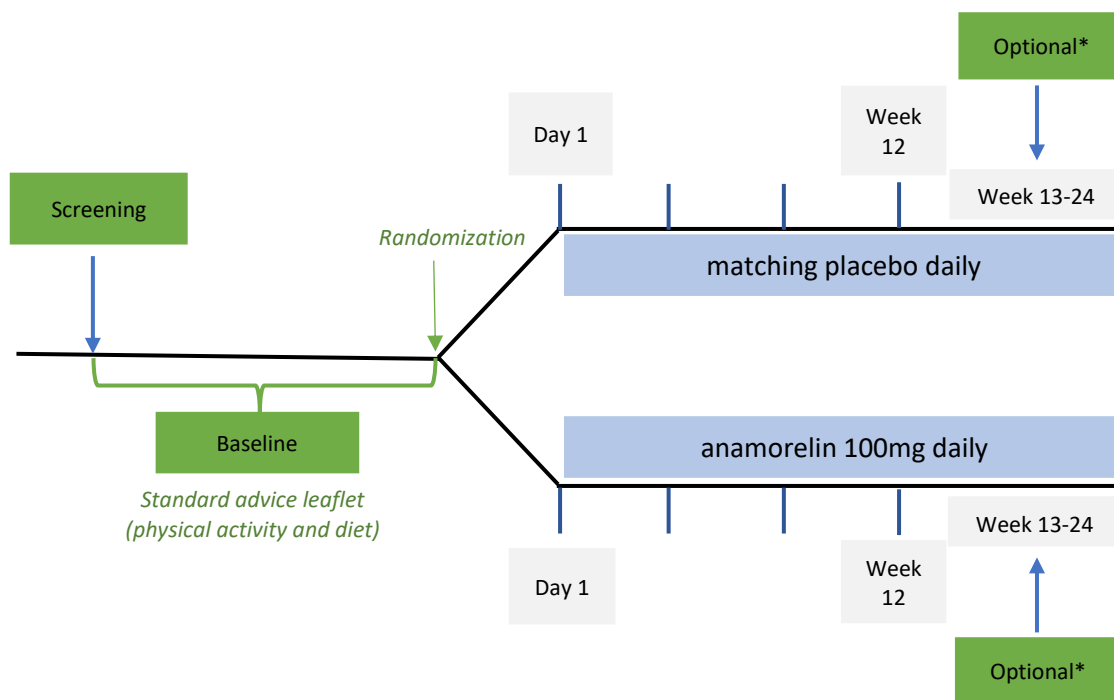 Optional*
Day 1
Week
12
Week 13-24
Screening
Randomization
matching placebo daily
Baseline
Standard advice leaflet
(physical activity and diet)
anamorelin 100mg daily
Day 1
Week
12
Week 13-24
Optional*